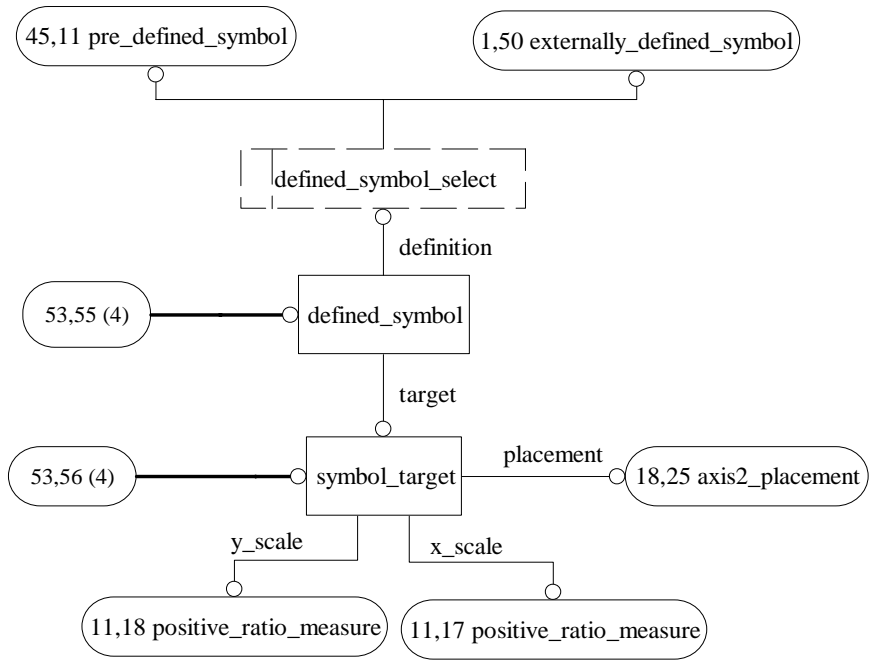 45,11 pre_defined_symbol
1,50 externally_defined_symbol
defined_symbol_select
definition
53,55 (4)
defined_symbol
target
53,56 (4)
symbol_target
placement
18,25 axis2_placement
y_scale
x_scale
11,18 positive_ratio_measure
11,17 positive_ratio_measure